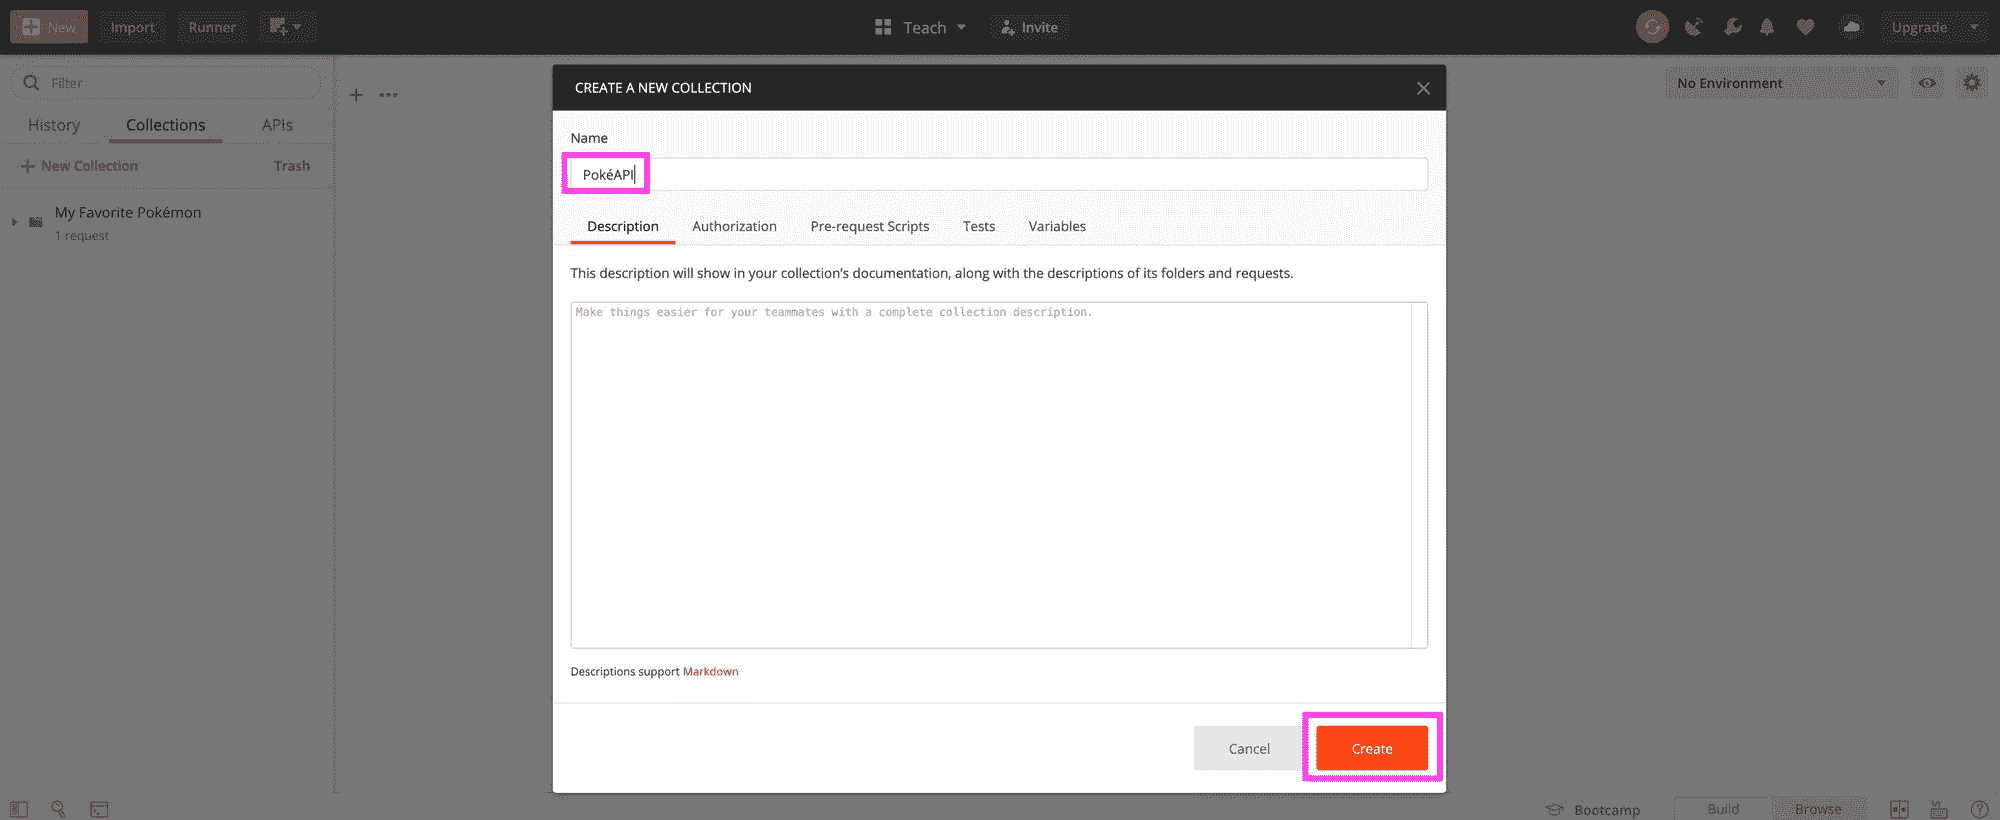 New Import Runner Teach Invite Upgrade
Filter
No Environment
History Collections APIs
New Collection Trash
My Favorite Pokémon
1 request
CREATE A NEW COLLECTION
Name
PokéAPI
Description Authorization Pre-request Scripts Tests Variables
This description will show in your collection's documentation, along with the descriptions of its folders and requests.
Make things easier for your teammates with a complete collection description.
Descriptions support Markdown
Cancel Create
Bootcamp Build Browse